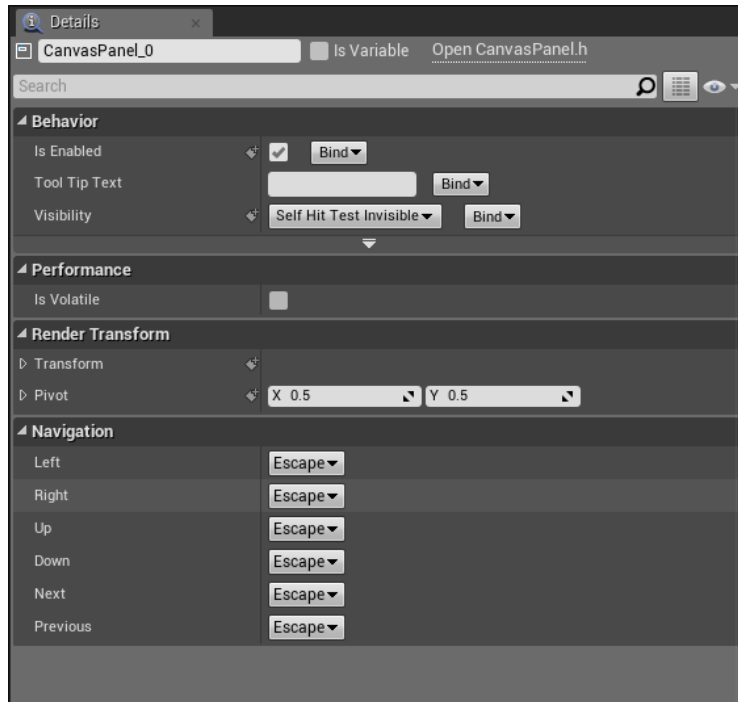 Details
CanvasPanel_0 Is Variable Open CanvasPanel.h
Search
Behavior
Is Enabled Bind
Tool Tip Text Bind
Visibility Self Hit Test Invisible Bind
Performance
Is Volatile
Render Transform
Transform
Pivot X 0.5 Y 0.5
Navigation
Left Escape
Right Escape
Up Escape
Down Escape
Next Escape
Previous Escape